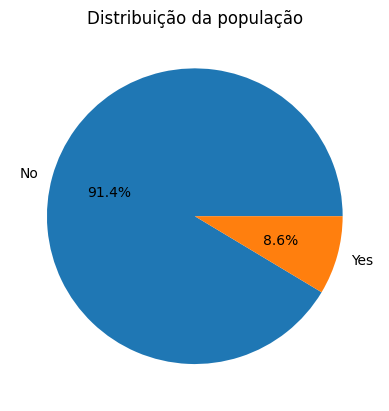 Distribuição da população
No
91.4%
8.6%
Yes